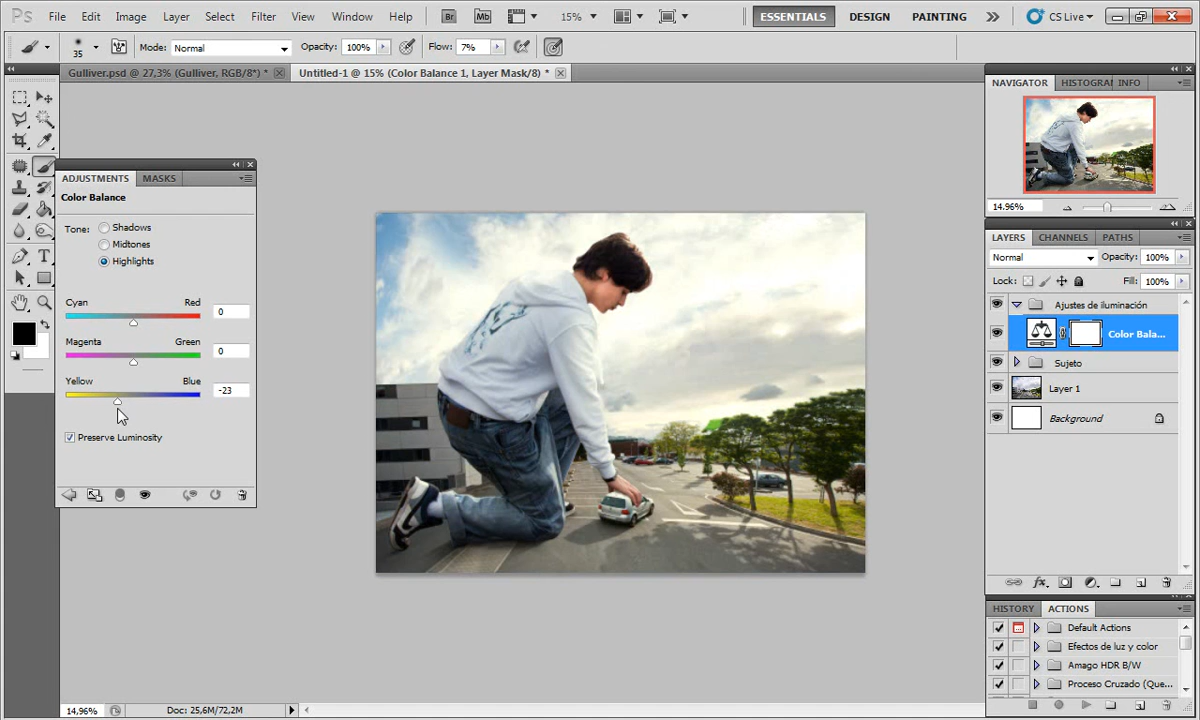 Ps File Edit Image Layer Select Filter Analysis View Window Help Br Mb 15% ESSENTIALS DESIGN PAINTING CS Live
35 Mode: Normal Opacity: 100% Flow: 7%
Gulliver.psd @ 27,3% (Gulliver, RGB/8*) * Untitled-1 @ 15% (Color Balance 1, Layer Mask/8) *
ADJUSTMENTS MASKS
Color Balance
Tone: Shadows
Midtones
Highlights
Cyan Red 0
Magenta Green 0
Yellow Blue -23
Preserve Luminosity
NAVIGATOR HISTOGRAI INFO
14.96%
LAYERS CHANNELS PATHS
Normal Opacity: 100%
Lock: Fill: 100%
Ajustes de iluminación
Color Bala...
Sujeto
Layer 1
Background
HISTORY ACTIONS
Default Actions
Efectos de luz y color
Amago HDR B/W
Proceso Cruzado (Que...
14,96% Doc: 25,6M/72,2M